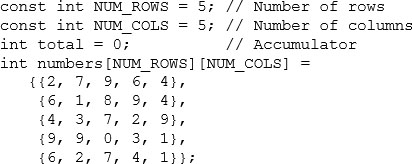 const int NUM_ROWS = 5; // Number of rows
const int NUM_COLS = 5; // Number of columns
int total = 0;          // Accumulator
int numbers[NUM_ROWS][NUM_COLS] =
   {{2, 7, 9, 6, 4},
    {6, 1, 8, 9, 4},
    {4, 3, 7, 2, 9},
    {9, 9, 0, 3, 1},
    {6, 2, 7, 4, 1}};